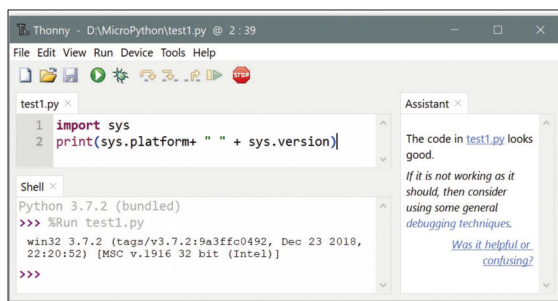 Thonny - D:\MicroPython\test1.py @ 2:39
File Edit View Run Device Tools Help
STOP
test1.py ×
1 import sys
2 print(sys.platform+ " " + sys.version)
Shell ×
Python 3.7.2 (bundled)
>>> %Run test1.py
win32 3.7.2 (tags/v3.7.2:9a3ffc0492, Dec 23 2018,
22:20:52) [MSC v.1916 32 bit (Intel)]
>>>
Assistant ×
The code in test1.py looks
good.
If it is not working as it
should, then consider
using some general
debugging techniques.
Was it helpful or
confusing?